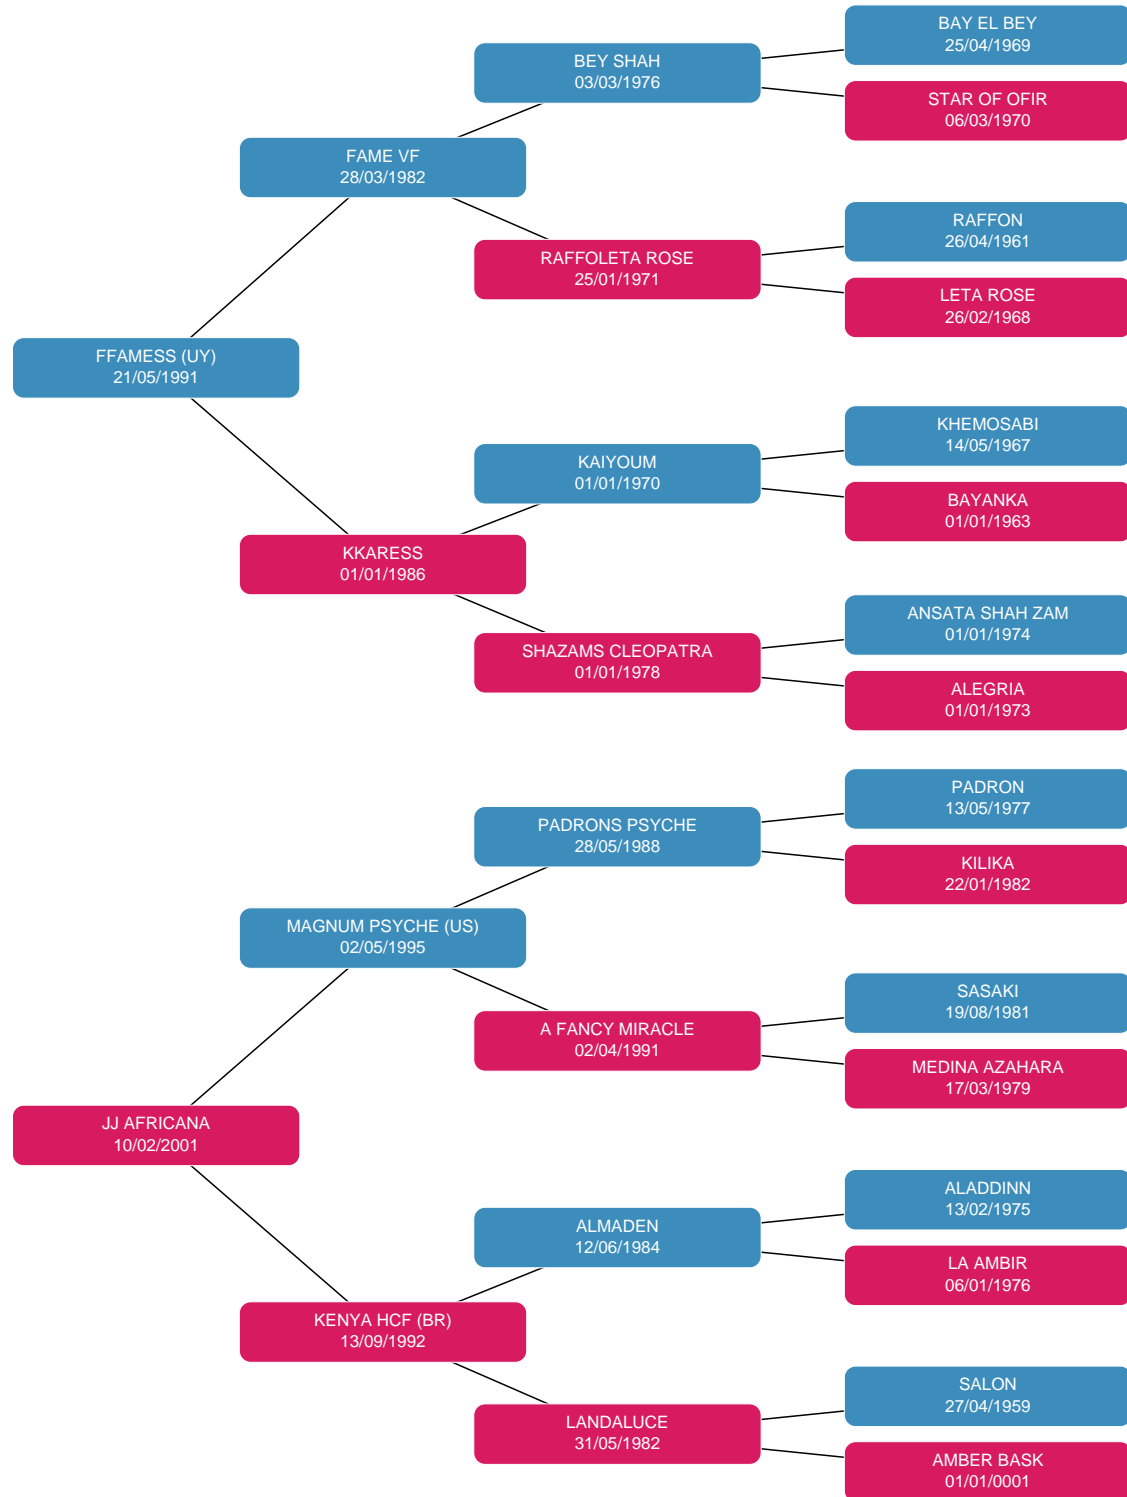 BAY EL BEY
25/04/1969
BEY SHAH
03/03/1976
STAR OF OFIR
06/03/1970
FAME VF
28/03/1982
RAFFON
26/04/1961
RAFFOLETA ROSE
25/01/1971
LETA ROSE
26/02/1968
FFAMESS (UY)
21/05/1991
KHEMOSABI
14/05/1967
KAIYOUM
01/01/1970
BAYANKA
01/01/1963
KKARESS
01/01/1986
ANSATA SHAH ZAM
01/01/1974
SHAZAMS CLEOPATRA
01/01/1978
ALEGRIA
01/01/1973
PADRON
13/05/1977
PADRONS PSYCHE
28/05/1988
KILIKA
22/01/1982
MAGNUM PSYCHE (US)
02/05/1995
SASAKI
19/08/1981
A FANCY MIRACLE
02/04/1991
MEDINA AZAHARA
17/03/1979
JJ AFRICANA
10/02/2001
ALADDINN
13/02/1975
ALMADEN
12/06/1984
LA AMBIR
06/01/1976
KENYA HCF (BR)
13/09/1992
SALON
27/04/1959
LANDALUCE
31/05/1982
AMBER BASK
01/01/0001